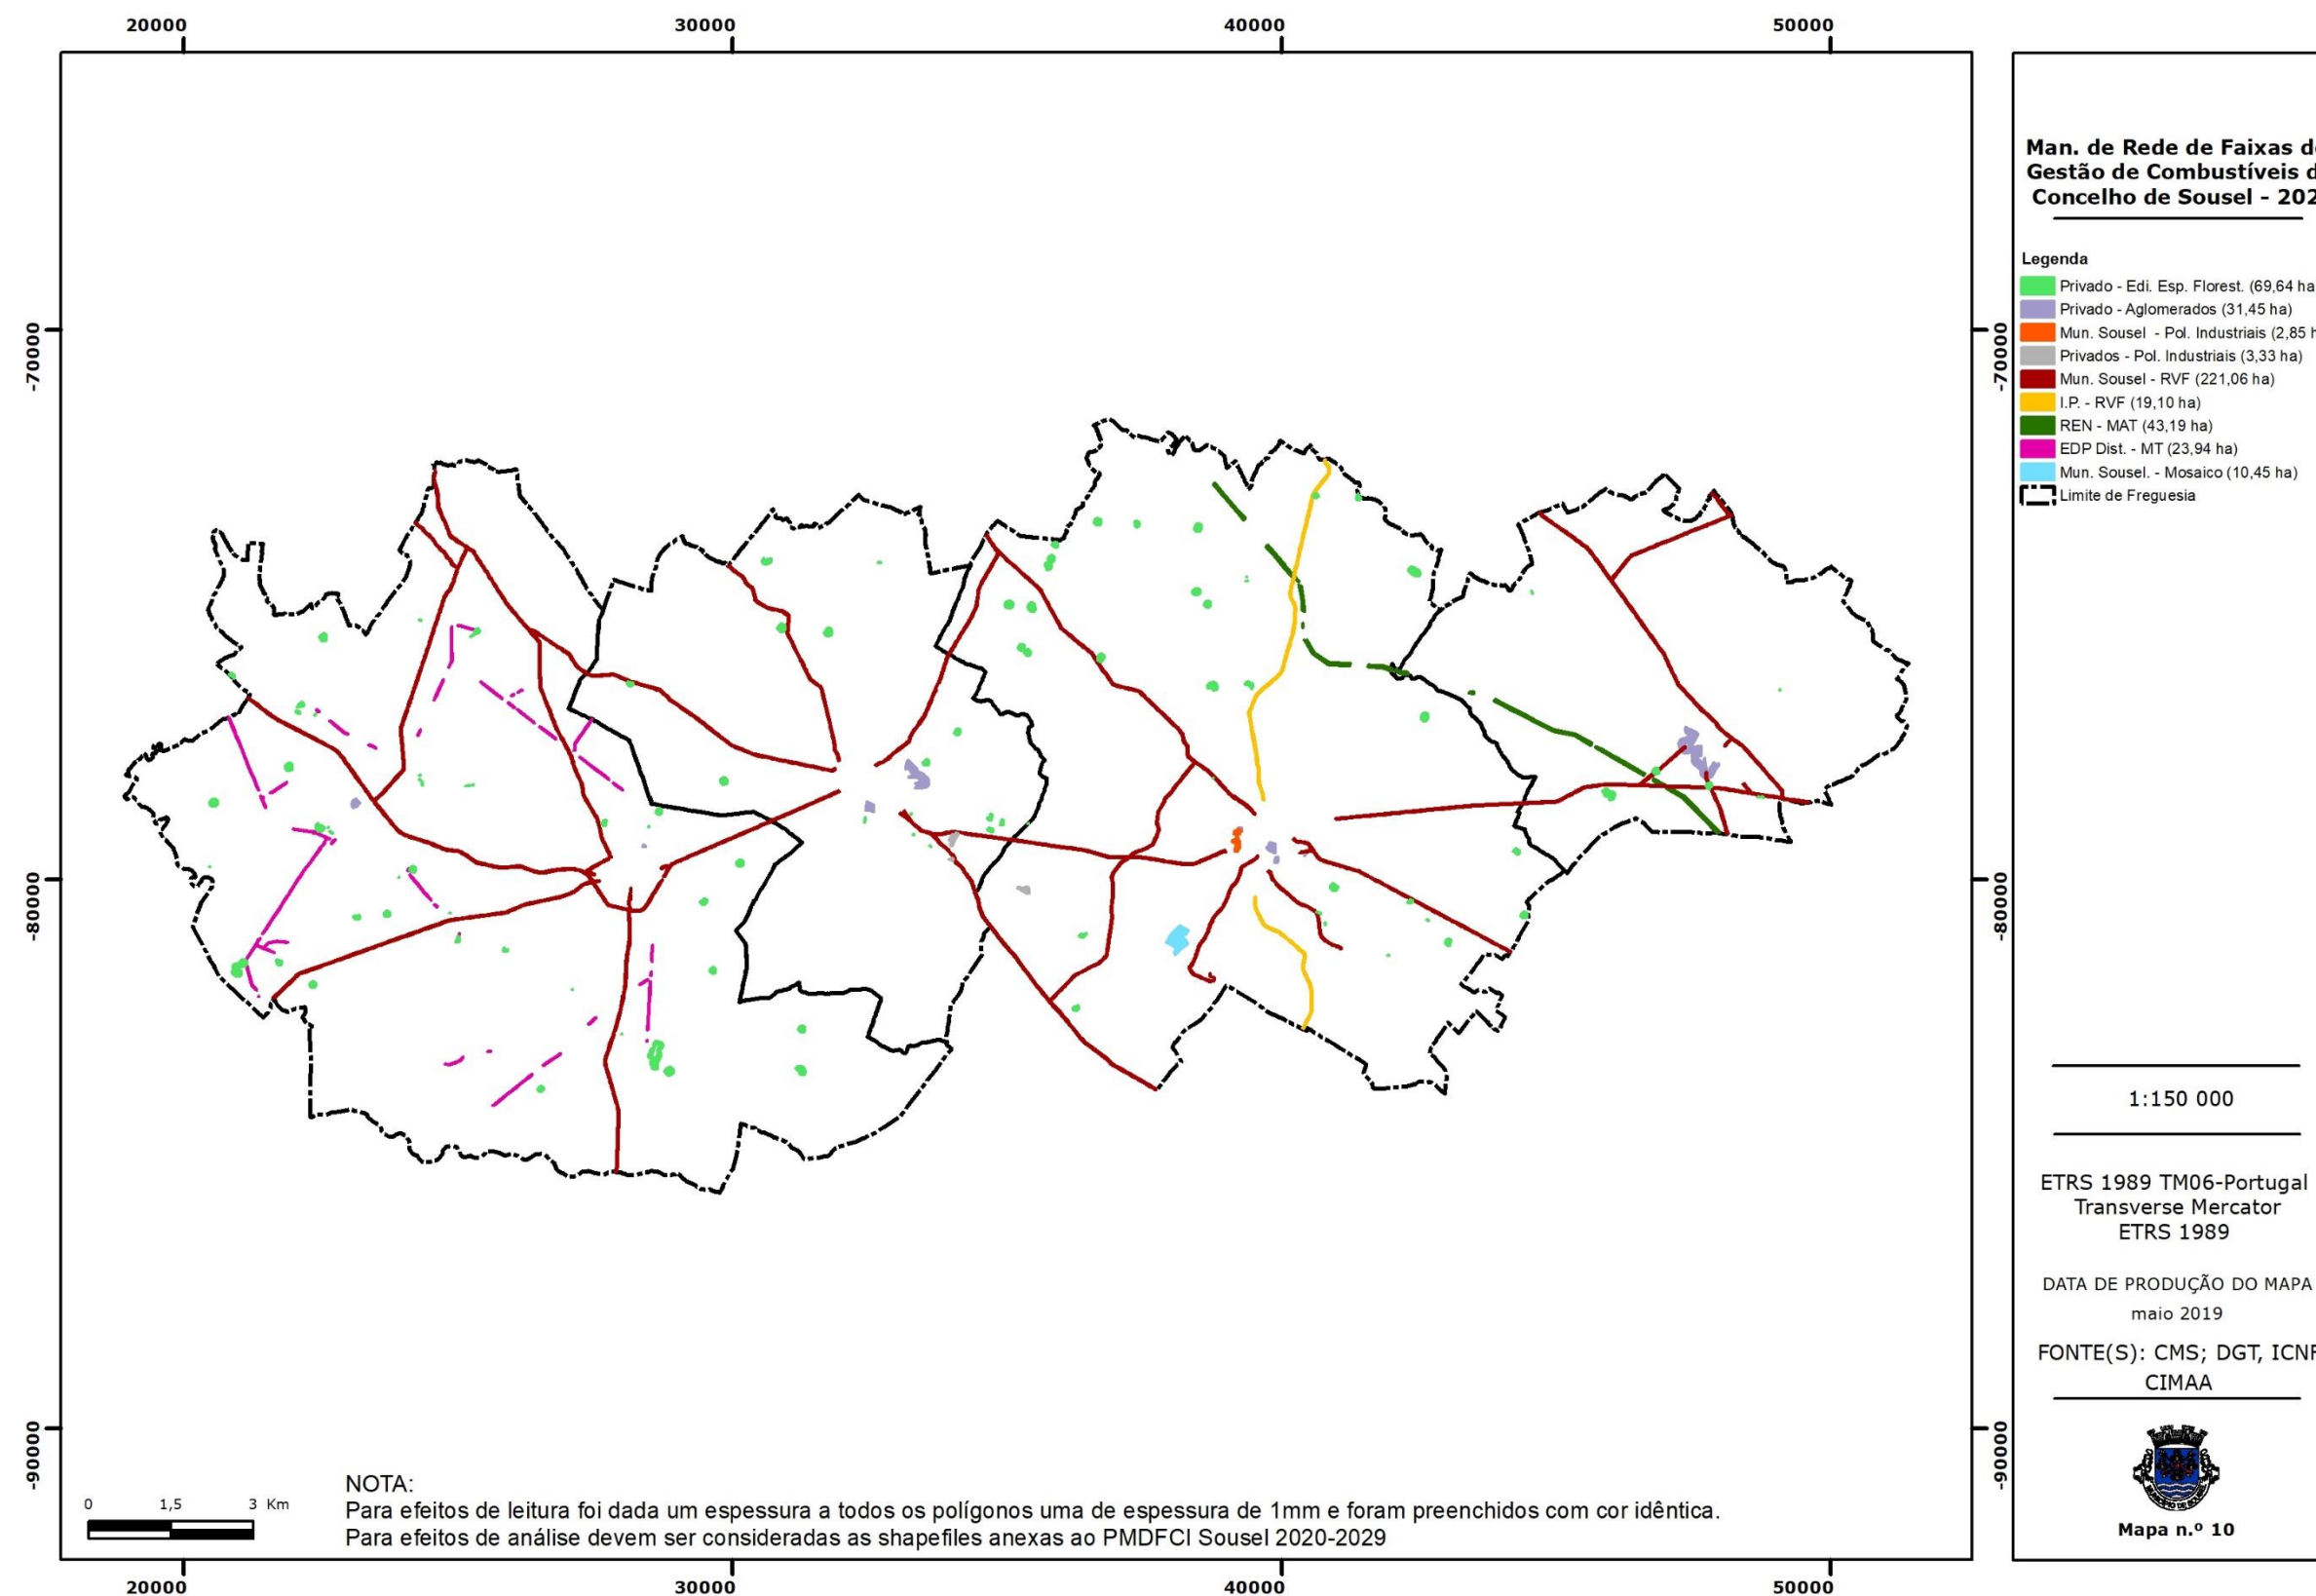 20000 30000 40000 50000
Man. de Rede de Faixas de
Gestão de Combustíveis d
Concelho de Sousel - 202
Legenda
Privado - Edi. Esp. Florest. (69,64 ha
Privado - Aglomerados (31,45 ha)
Mun. Sousel - Pol. Industriais (2,85 h
Privados - Pol. Industriais (3,33 ha)
Mun. Sousel - RVF (221,06 ha)
I.P. - RVF (19,10 ha)
REN - MAT (43,19 ha)
EDP Dist. - MT (23,94 ha)
Mun. Sousel. - Mosaico (10,45 ha)
Limite de Freguesia
-70000 -70000
-80000 -80000
-90000 -90000
1:150 000
ETRS 1989 TM06-Portugal
Transverse Mercator
ETRS 1989
DATA DE PRODUÇÃO DO MAPA
maio 2019
FONTE(S): CMS; DGT, ICNF
CIMAA
Mapa n.º 10
0 1,5 3 Km
NOTA:
Para efeitos de leitura foi dada um espessura a todos os polígonos uma de espessura de 1mm e foram preenchidos com cor idêntica.
Para efeitos de análise devem ser consideradas as shapefiles anexas ao PMDFCI Sousel 2020-2029
20000 30000 40000 50000